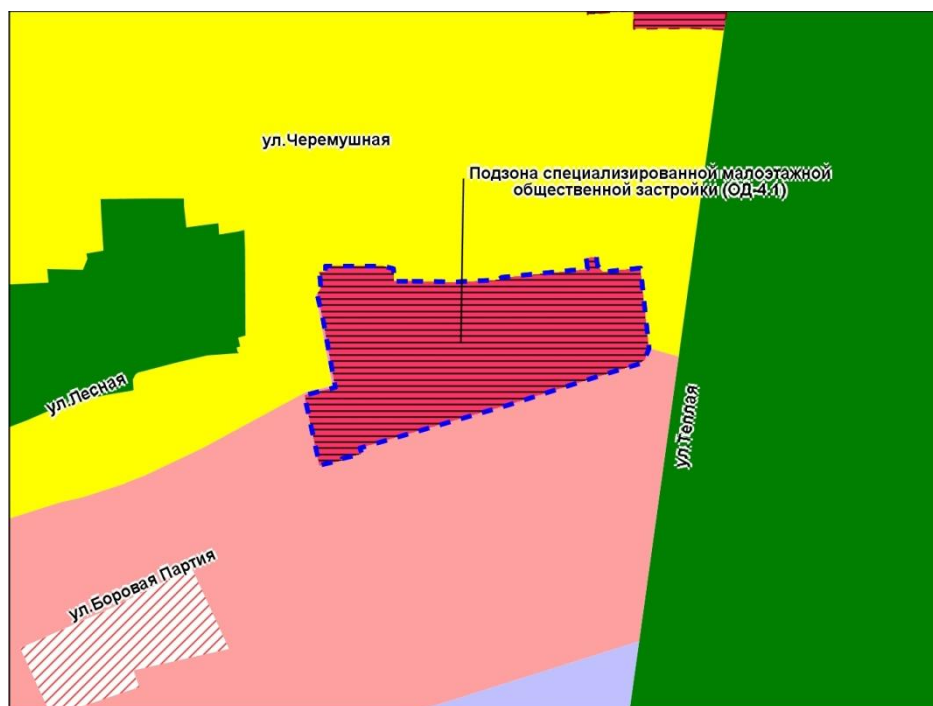 ул.Черемушная
Подзона специализированной малоэтажной
общественной застройки (ОД-4.1)
ул.Лесная
ул.Теплая
ул.Боровая Партия